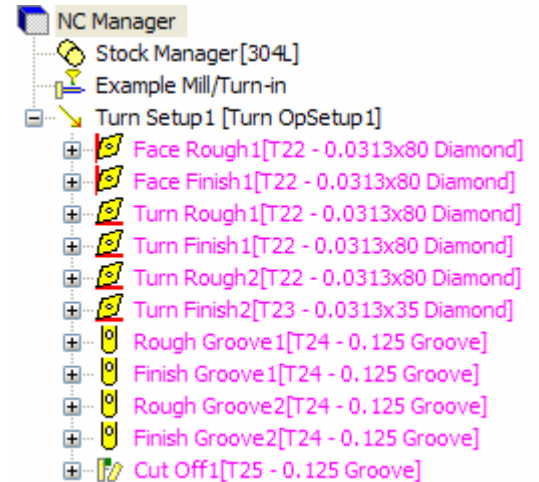 NC Manager
Stock Manager[304L]
Example Mill/Turn-in
Turn Setup1 [Turn OpSetup1]
Face Rough1[T22 - 0.0313x80 Diamond]
Face Finish1[T22 - 0.0313x80 Diamond]
Turn Rough1[T22 - 0.0313x80 Diamond]
Turn Finish1[T22 - 0.0313x80 Diamond]
Turn Rough2[T22 - 0.0313x80 Diamond]
Turn Finish2[T23 - 0.0313x35 Diamond]
Rough Groove1[T24 - 0.125 Groove]
Finish Groove1[T24 - 0.125 Groove]
Rough Groove2[T24 - 0.125 Groove]
Finish Groove2[T24 - 0.125 Groove]
Cut Off1[T25 - 0.125 Groove]